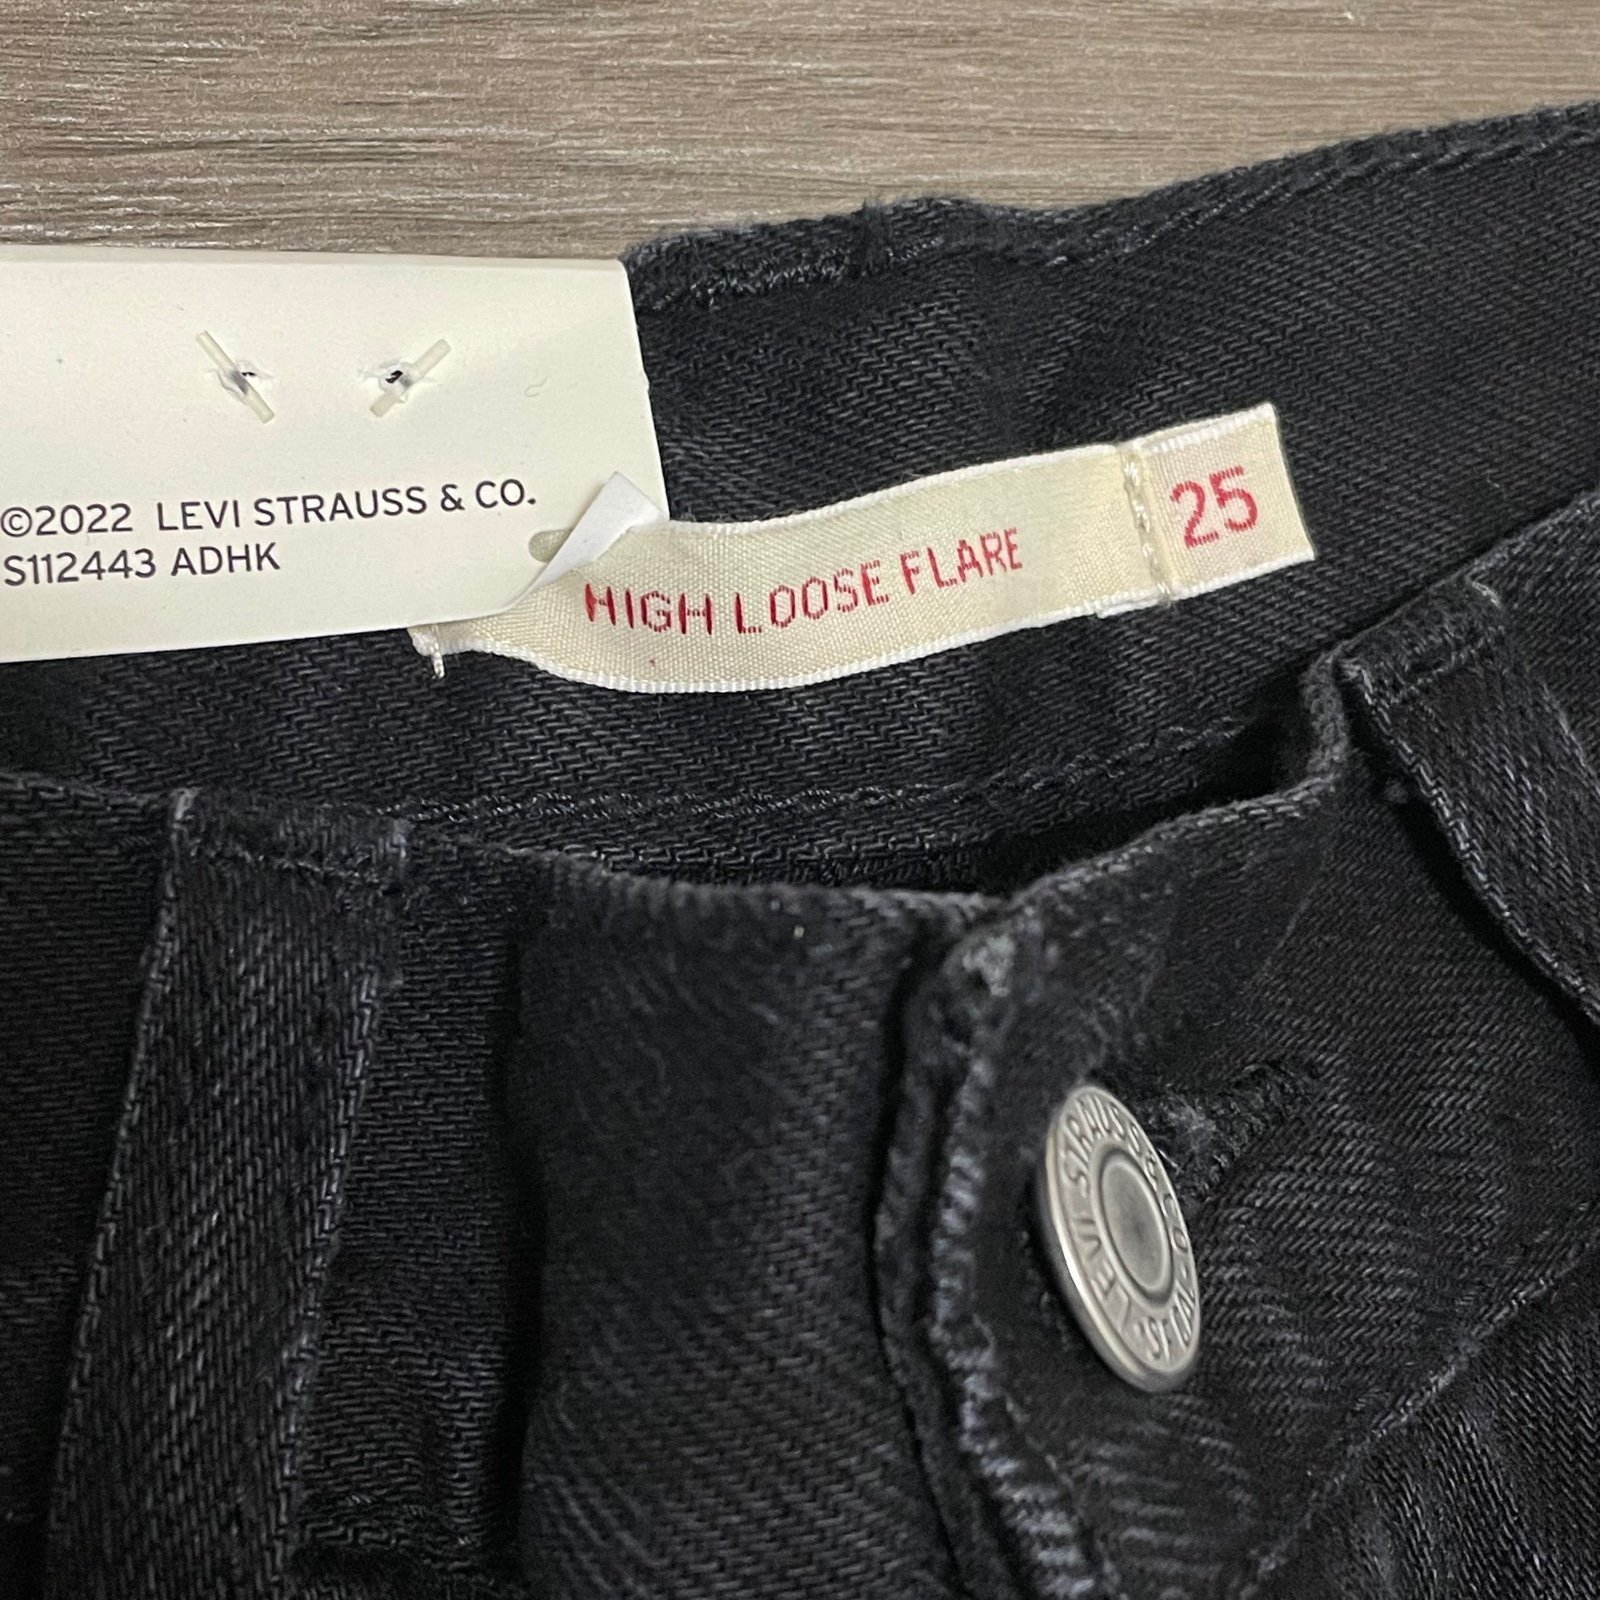 ©2022 LEVI STRAUSS & CO.
S112443 ADHK
HIGH LOOSE FLARE
25
LEVI STRAUSS & CO